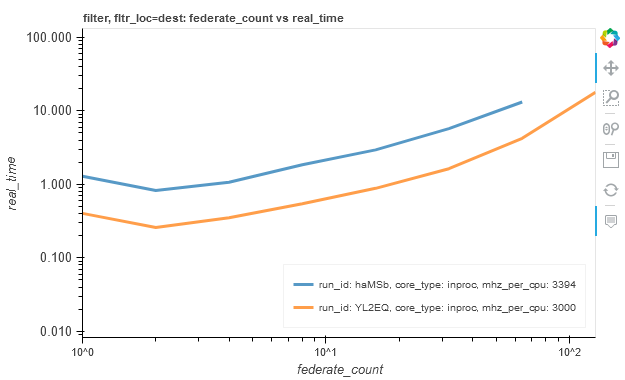 filter, fltr_loc=dest: federate_count vs real_time
100.000
10.000
1.000
0.100
0.010
real_time
run_id: haMSb, core_type: inproc, mhz_per_cpu: 3394
run_id: YL2EQ, core_type: inproc, mhz_per_cpu: 3000
10^0
10^1
10^2
federate_count